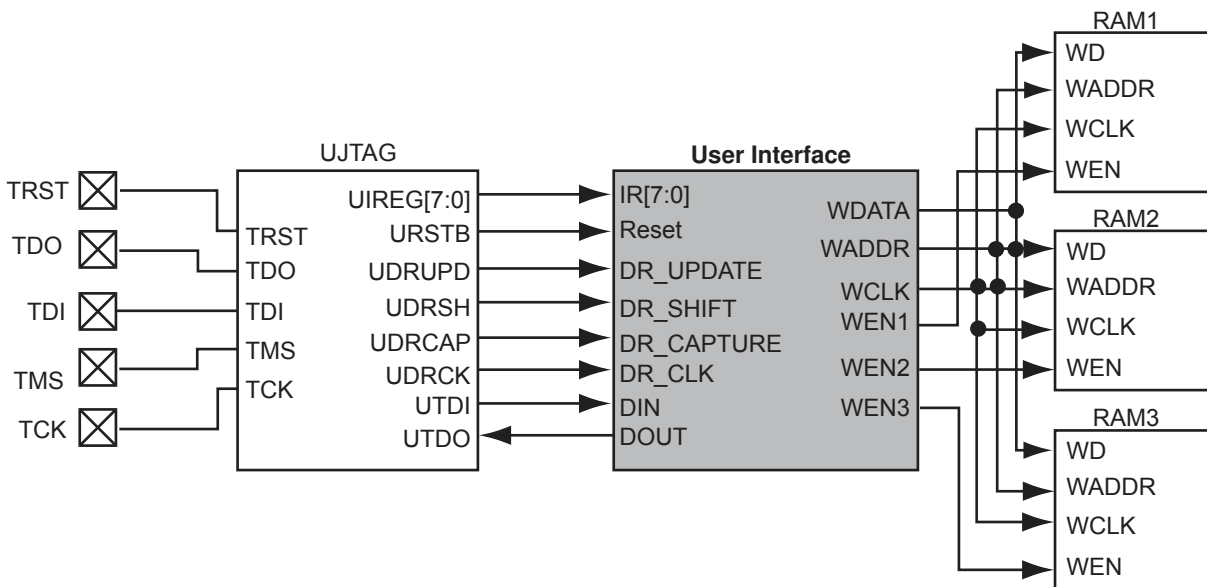 TRST
TDO
TDI
TMS
TCK
UJTAG
TRST
TDO
TDI
TMS
TCK
UIREG[7:0]
URSTB
UDRUPD
UDRSH
UDRCAP
UDRCK
UTDI
UTDO
User Interface
IR[7:0]
Reset
DR_UPDATE
DR_SHIFT
DR_CAPTURE
DR_CLK
DIN
DOUT
WDATA
WADDR
WCLK
WEN1
WEN2
WEN3
RAM1
WD
WADDR
WCLK
WEN
RAM2
WD
WADDR
WCLK
WEN
RAM3
WD
WADDR
WCLK
WEN